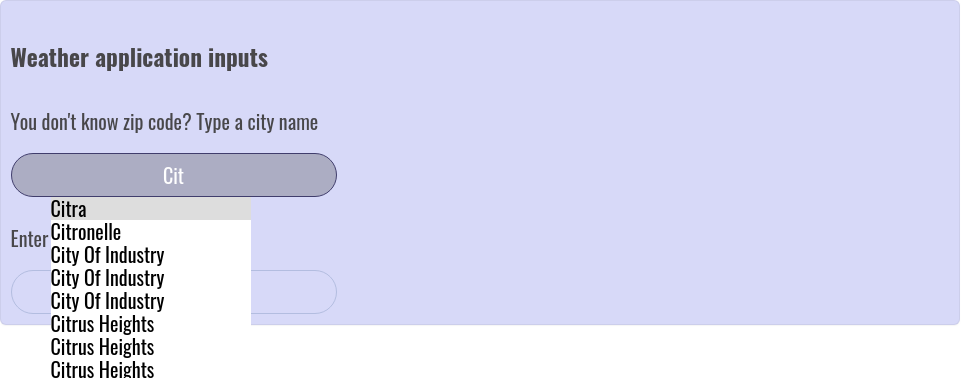 Weather application inputs
You don't know zip code? Type a city name
Cit
Citra
Citronelle
Enter
City Of Industry
City Of Industry
City Of Industry
Citrus Heights
Citrus Heights
Citrus Heights